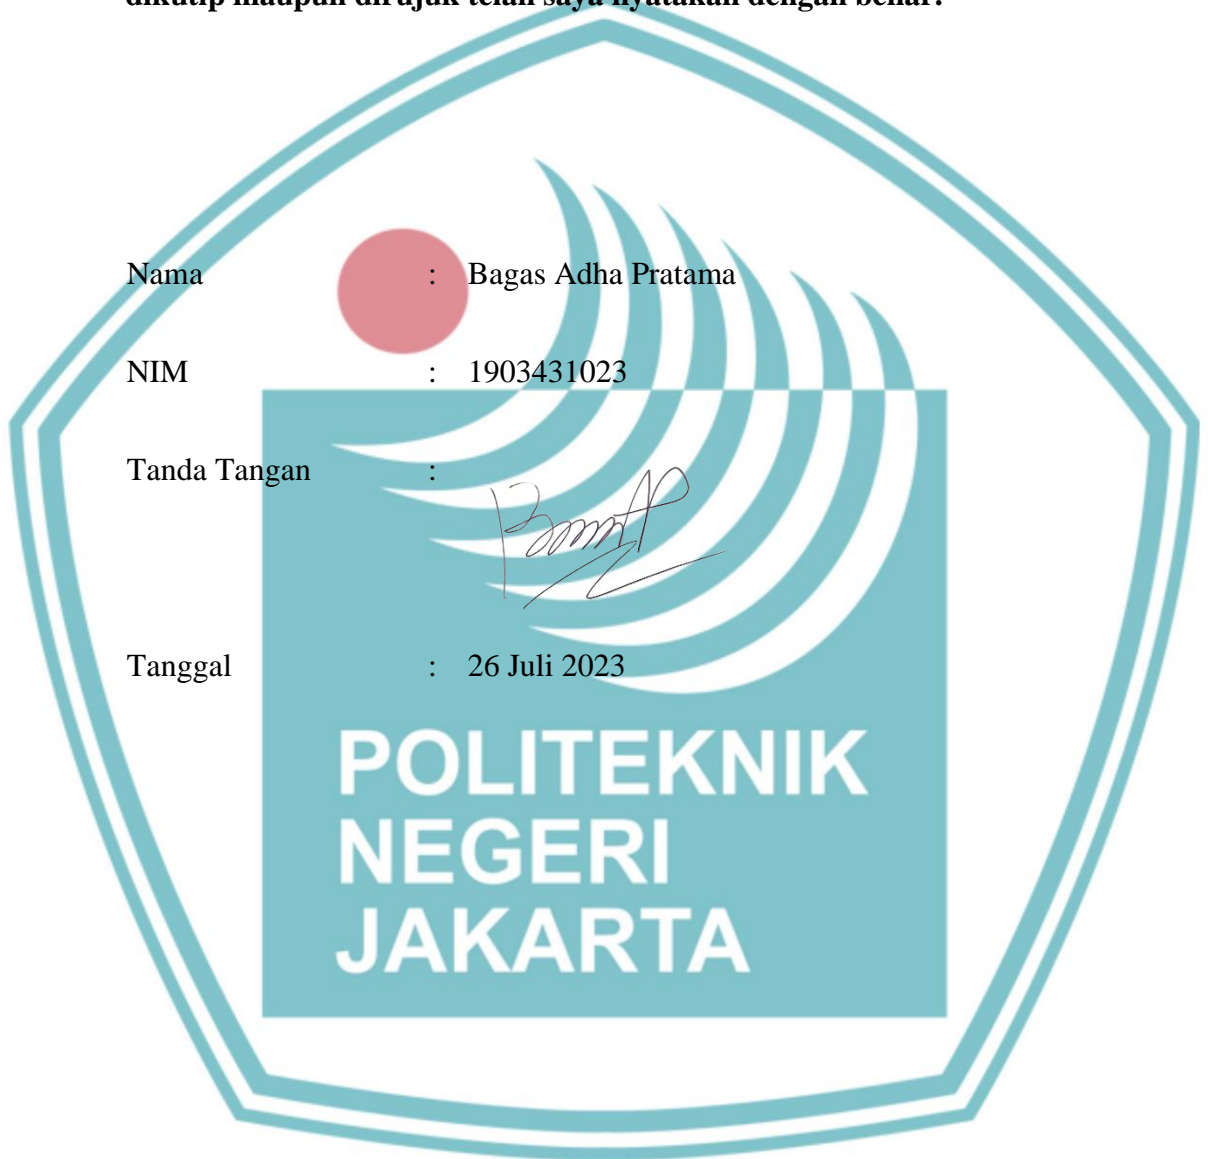 dikutip maupun dirujuk telah saya nyatakan dengan benar.
Nama : Bagas Adha Pratama
NIM : 1903431023
Tanda Tangan :
Tanggal : 26 Juli 2023
POLITEKNIK
NEGERI
JAKARTA